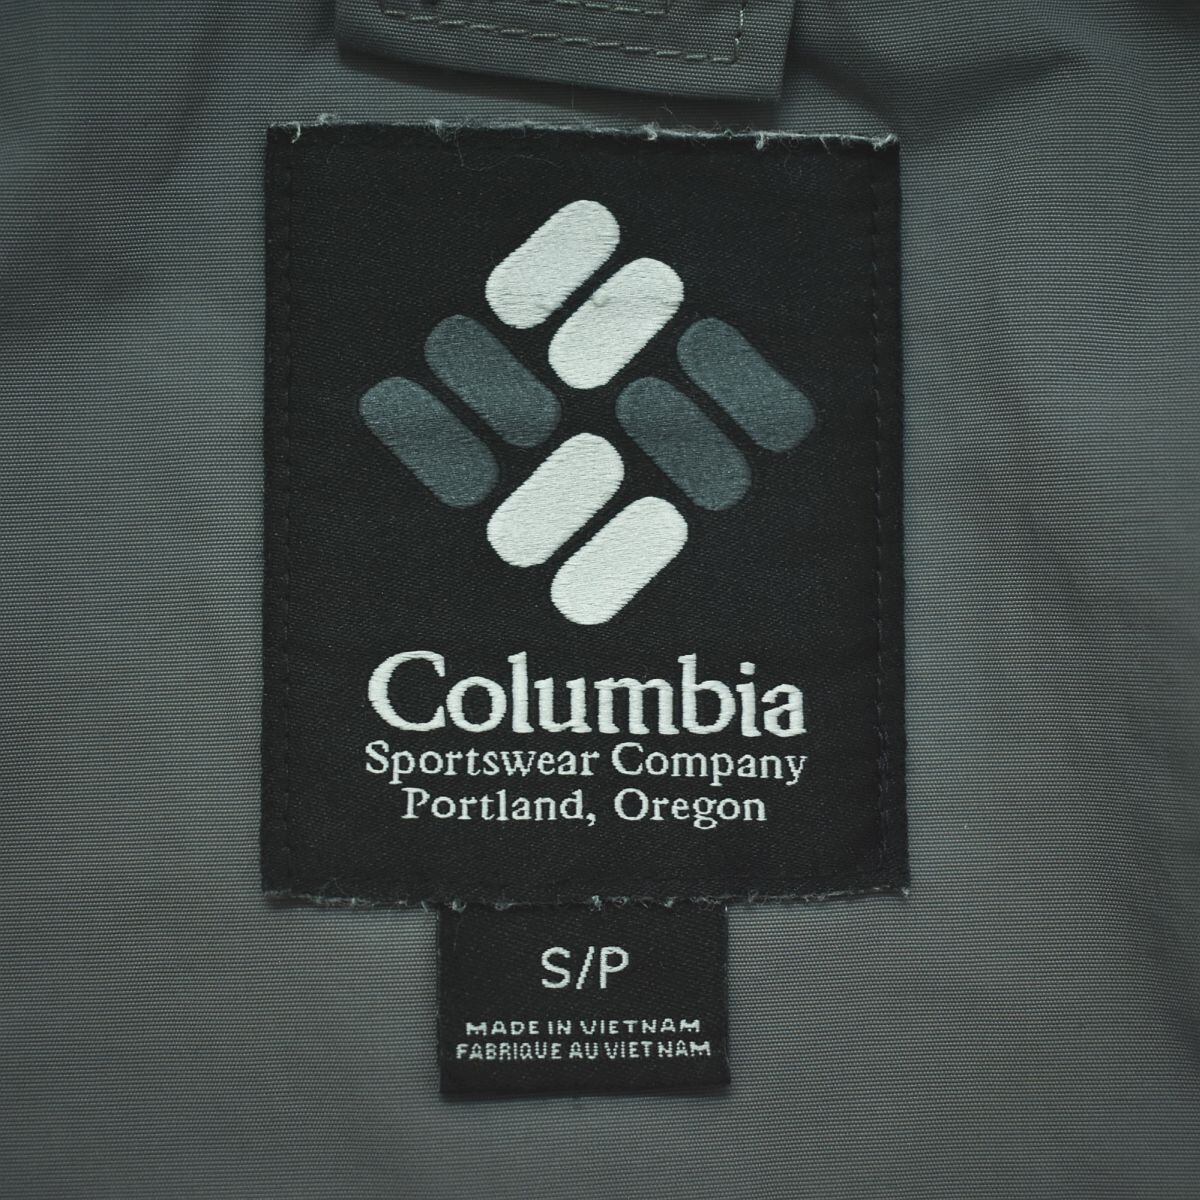 Columbia
Sportswear Company
Portland, Oregon
S/P
MADE IN VIETNAM
FABRIQUE AU VIETNAM